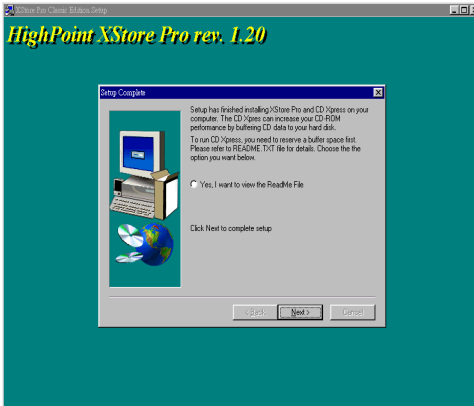 XStore Pro Classic Edition Setup
HighPoint XStore Pro rev. 1.20
Setup Complete
Setup has finished installing XStore Pro and CD Xpress on your
computer. The CD Xpres can increase your CD-ROM
performance by buffering CD data to your hard disk.
To run CD Xpress, you need to reserve a buffer space first.
Please refer to README.TXT file for details. Choose the the
option you want below.
Yes, I want to view the ReadMe File
Click Next to complete setup
< Back
Next >
Cancel